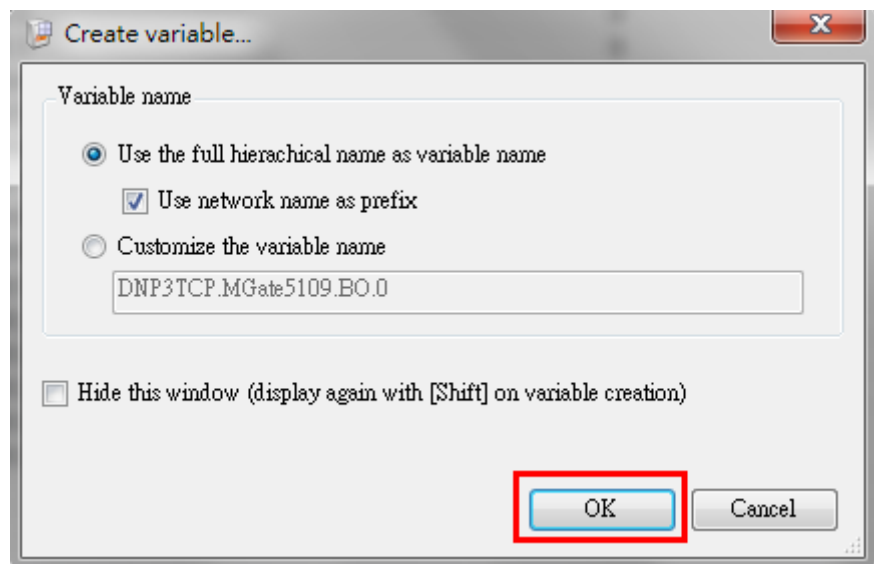 Create variable...
Variable name
Use the full hierachical name as variable name
Use network name as prefix
Customize the variable name
DNP3TCP.MGate5109.BO.0
Hide this window (display again with [Shift] on variable creation)
OK
Cancel